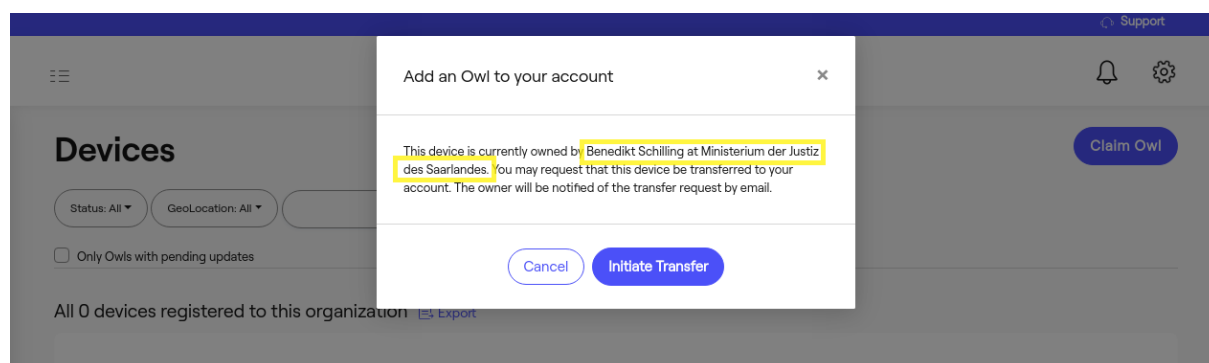 Support
Add an Owl to your account
Devices
Claim Owl
This device is currently owned by Benedikt Schilling at Ministerium der Justiz
des Saarlandes. You may request that this device be transferred to your
account. The owner will be notified of the transfer request by email.
Status: All
GeoLocation: All
Only Owls with pending updates
Cancel
Initiate Transfer
All 0 devices registered to this organization
Export